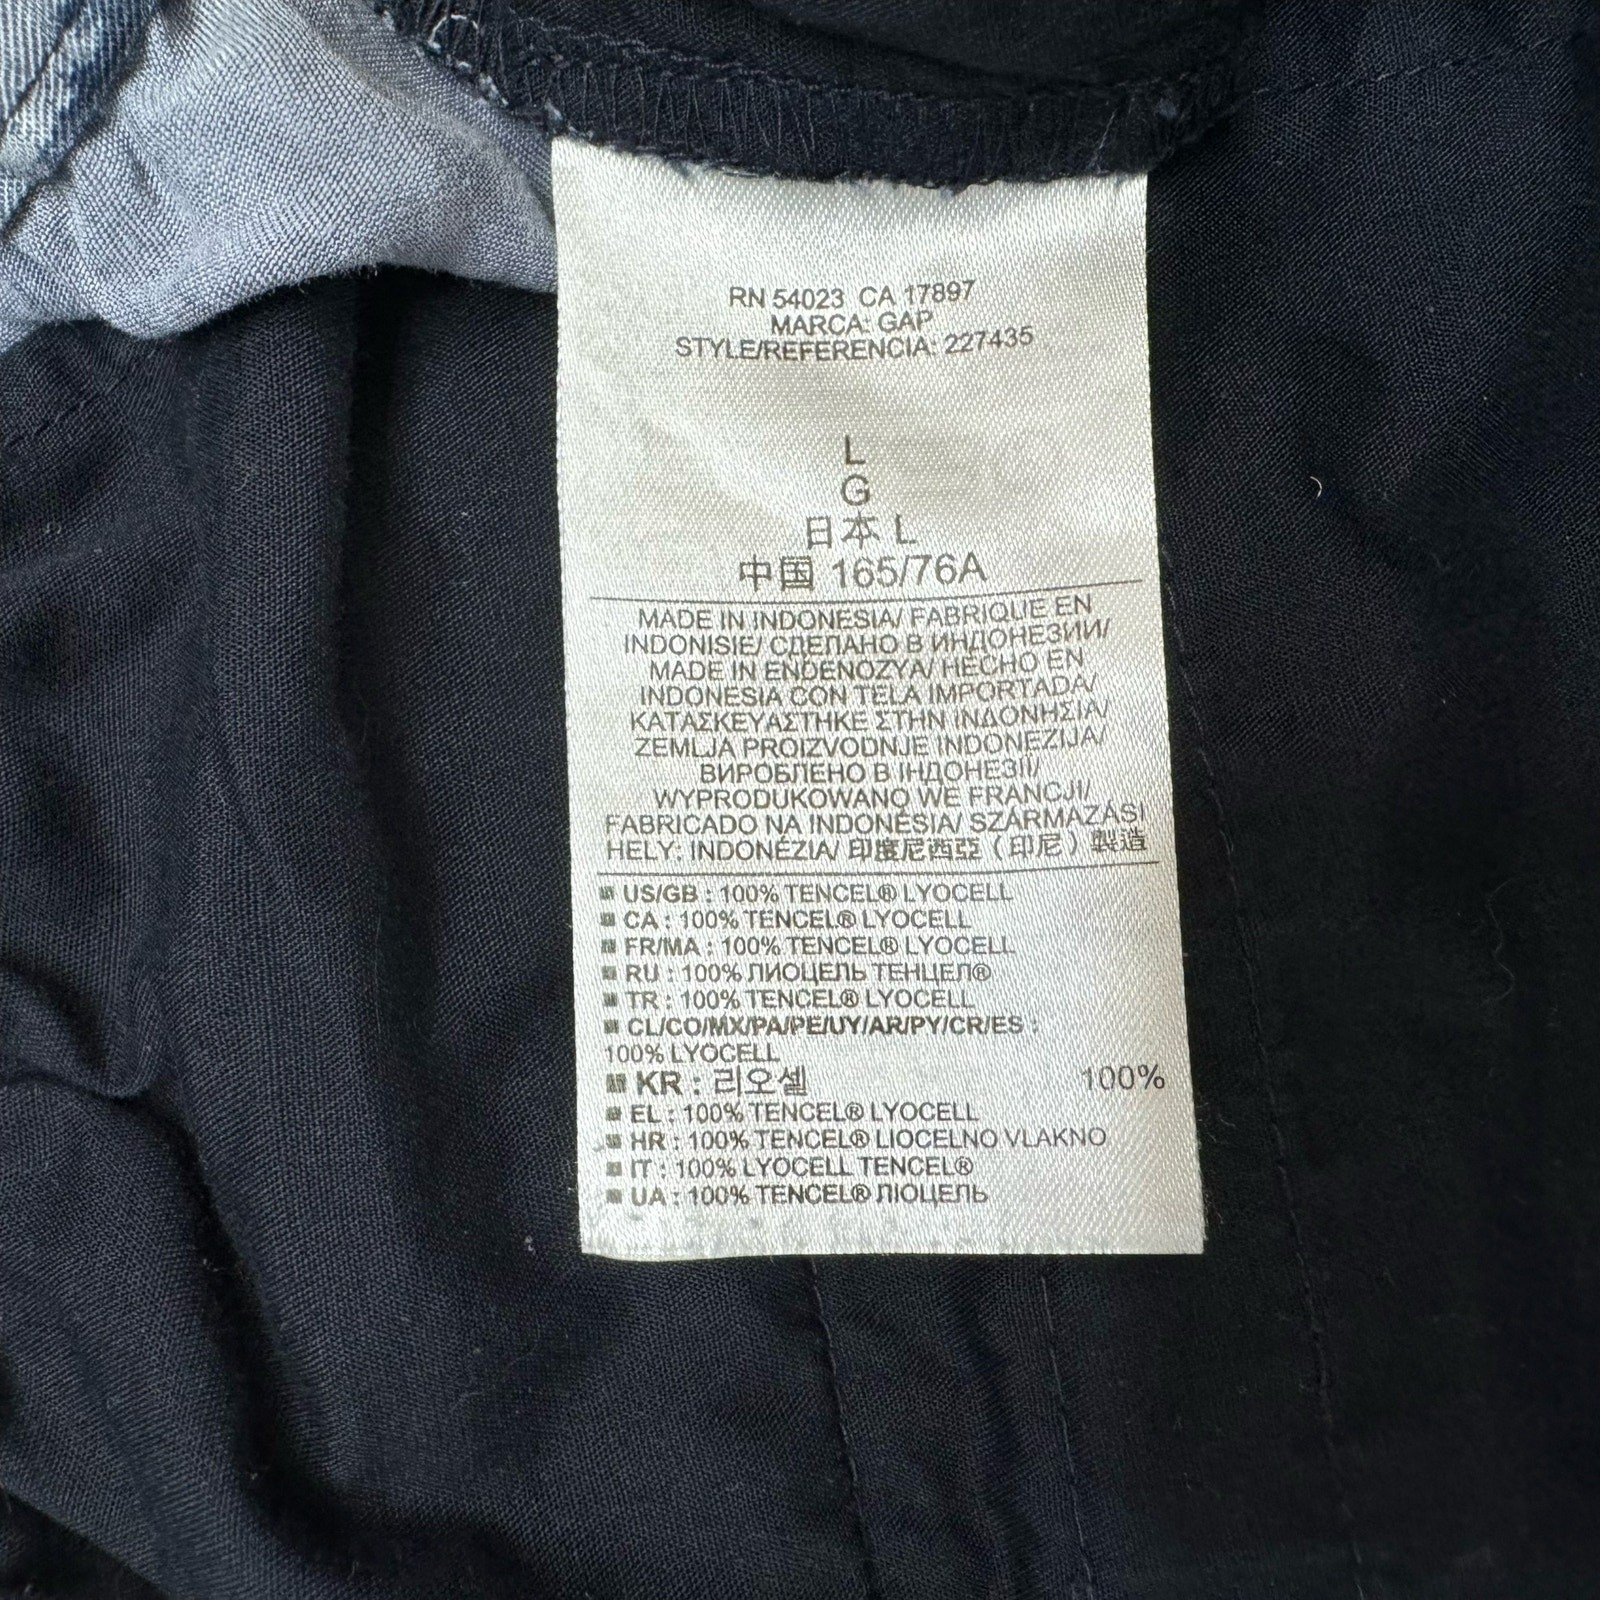 RN 54023 CA 17897
MARCA: GAP
STYLE/REFERENCIA: 227435
L
G
日本 L
中国 165/76A
MADE IN INDONESIA/ FABRIQUE EN
INDONISIE/ СДЕЛАНО В ИНДОНЕЗИИ/
MADE IN ENDENOZYA/ HECHO EN
INDONESIA CON TELA IMPORTADA/
ΚΑΤΑΣΚΕΥΑΣΤΗΚΕ ΣΤΗΝ ΙΝΔΟΝΗΣΙΑ/
ZEMLJA PROIZVODNJE INDONEZIJA/
ВИРОБЛЕНО В ІНДОНЕЗІЇ/
WYPRODUKOWANO WE FRANCJI/
FABRICADO NA INDONÉSIA/ SZÁRMAZÁSI
HELY: INDONÉZIA/ 印度尼西亞（印尼）製造
US/GB : 100% TENCEL® LYOCELL
CA : 100% TENCEL® LYOCELL
FR/MA : 100% TENCEL® LYOCELL
RU : 100% ЛИОЦЕЛЬ ТЕНЦЕЛ®
TR : 100% TENCEL® LYOCELL
CL/CO/MX/PA/PE/UY/AR/PY/CR/ES :
100% LYOCELL
KR : 리오셀 100%
EL : 100% TENCEL® LYOCELL
HR : 100% TENCEL® LIOCELNO VLAKNO
IT : 100% LYOCELL TENCEL®
UA : 100% TENCEL® ЛІОЦЕЛЬ